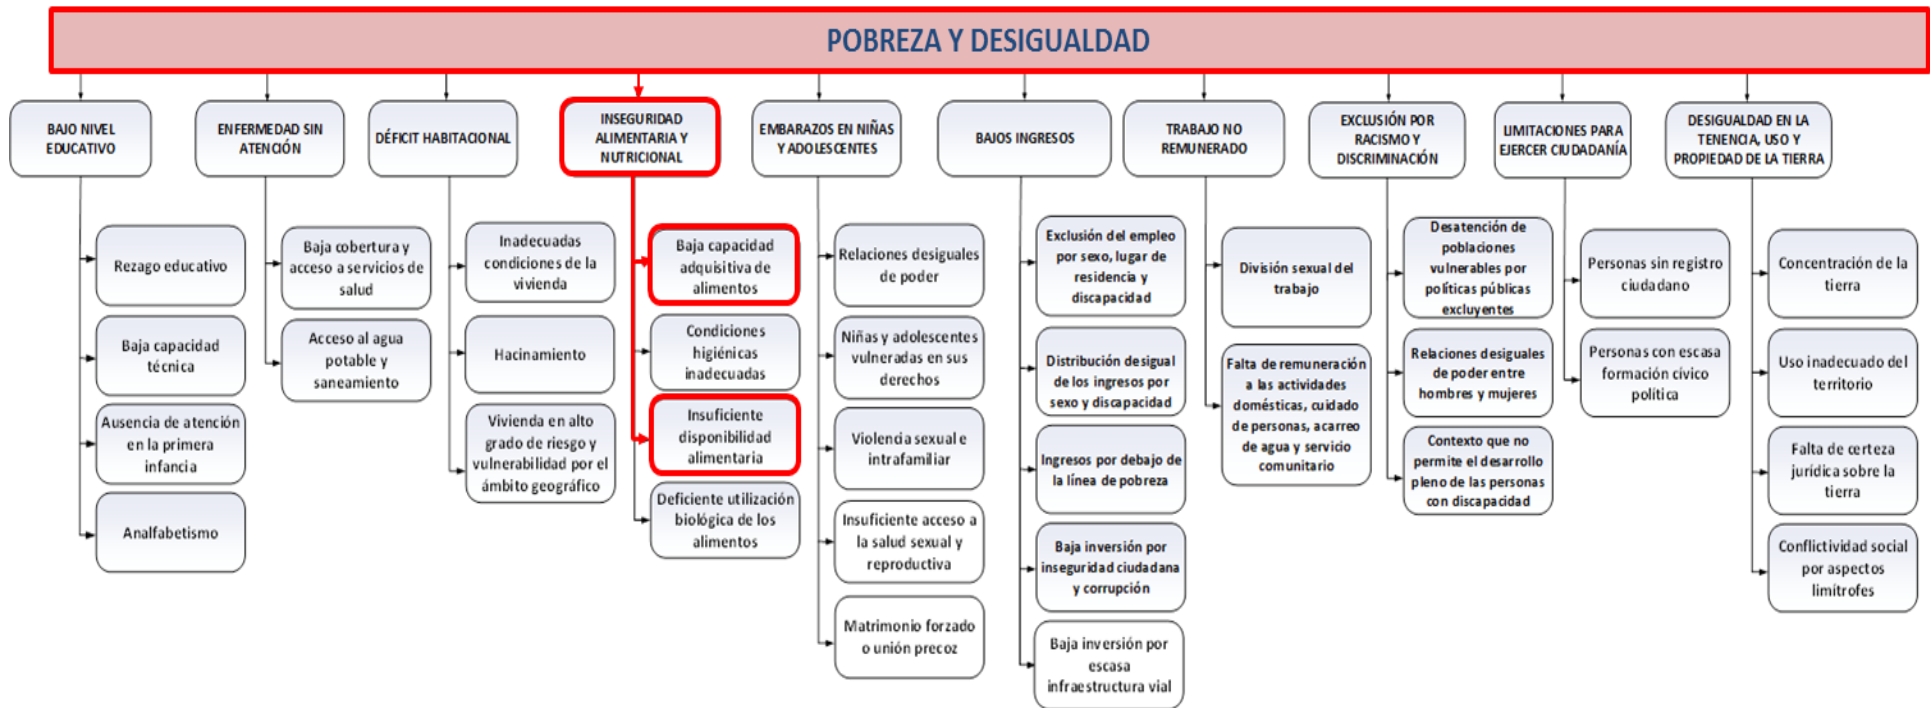 POBREZA Y DESIGUALDAD
BAJO NIVEL
EDUCATIVO
Rezago educativo
Baja capacidad
técnica
Ausencia de atención
en la primera
infancia
Analfabetismo
ENFERMEDAD SIN
ATENCIÓN
Baja cobertura y
acceso a servicios de
salud
Acceso al agua
potable y
saneamiento
DÉFICIT HABITACIONAL
Inadecuadas
condiciones de la
vivienda
Hacinamiento
Vivienda en alto
grado de riesgo y
vulnerabilidad por el
ámbito geográfico
INSEGURIDAD
ALIMENTARIA Y
NUTRICIONAL
Baja capacidad
adquisitiva de
alimentos
Condiciones
higiénicas
inadecuadas
Insuficiente
disponibilidad
alimentaria
Deficiente utilización
biológica de los
alimentos
EMBARAZOS EN NIÑAS
Y ADOLESCENTES
Relaciones desiguales
de poder
Niñas y adolescentes
vulneradas en sus
derechos
Violencia sexual e
intrafamiliar
Insuficiente acceso a
la salud sexual y
reproductiva
Matrimonio forzado
o unión precoz
BAJOS INGRESOS
Exclusión del empleo
por sexo, lugar de
residencia y
discapacidad
Distribución desigual
de los ingresos por
sexo y discapacidad
Ingresos por debajo de
la línea de pobreza
Baja inversión por
inseguridad ciudadana
y corrupción
Baja inversión por
escasa
infraestructura vial
TRABAJO NO
REMUNERADO
División sexual del
trabajo
Falta de remuneración
a las actividades
domésticas, cuidado
de personas, acarreo
de agua y servicio
comunitario
EXCLUSIÓN POR
RACISMO Y
DISCRIMINACIÓN
Desatención de
poblaciones
vulnerables por
políticas públicas
excluyentes
Relaciones desiguales
de poder entre
hombres y mujeres
Contexto que no
permite el desarrollo
pleno de las personas
con discapacidad
LIMITACIONES PARA
EJERCER CIUDADANÍA
Personas sin registro
ciudadano
Personas con escasa
formación cívico
política
DESIGUALDAD EN LA
TENENCIA, USO Y
PROPIEDAD DE LA TIERRA
Concentración de la
tierra
Uso inadecuado del
territorio
Falta de certeza
jurídica sobre la
tierra
Conflictividad social
por aspectos
limítrofes